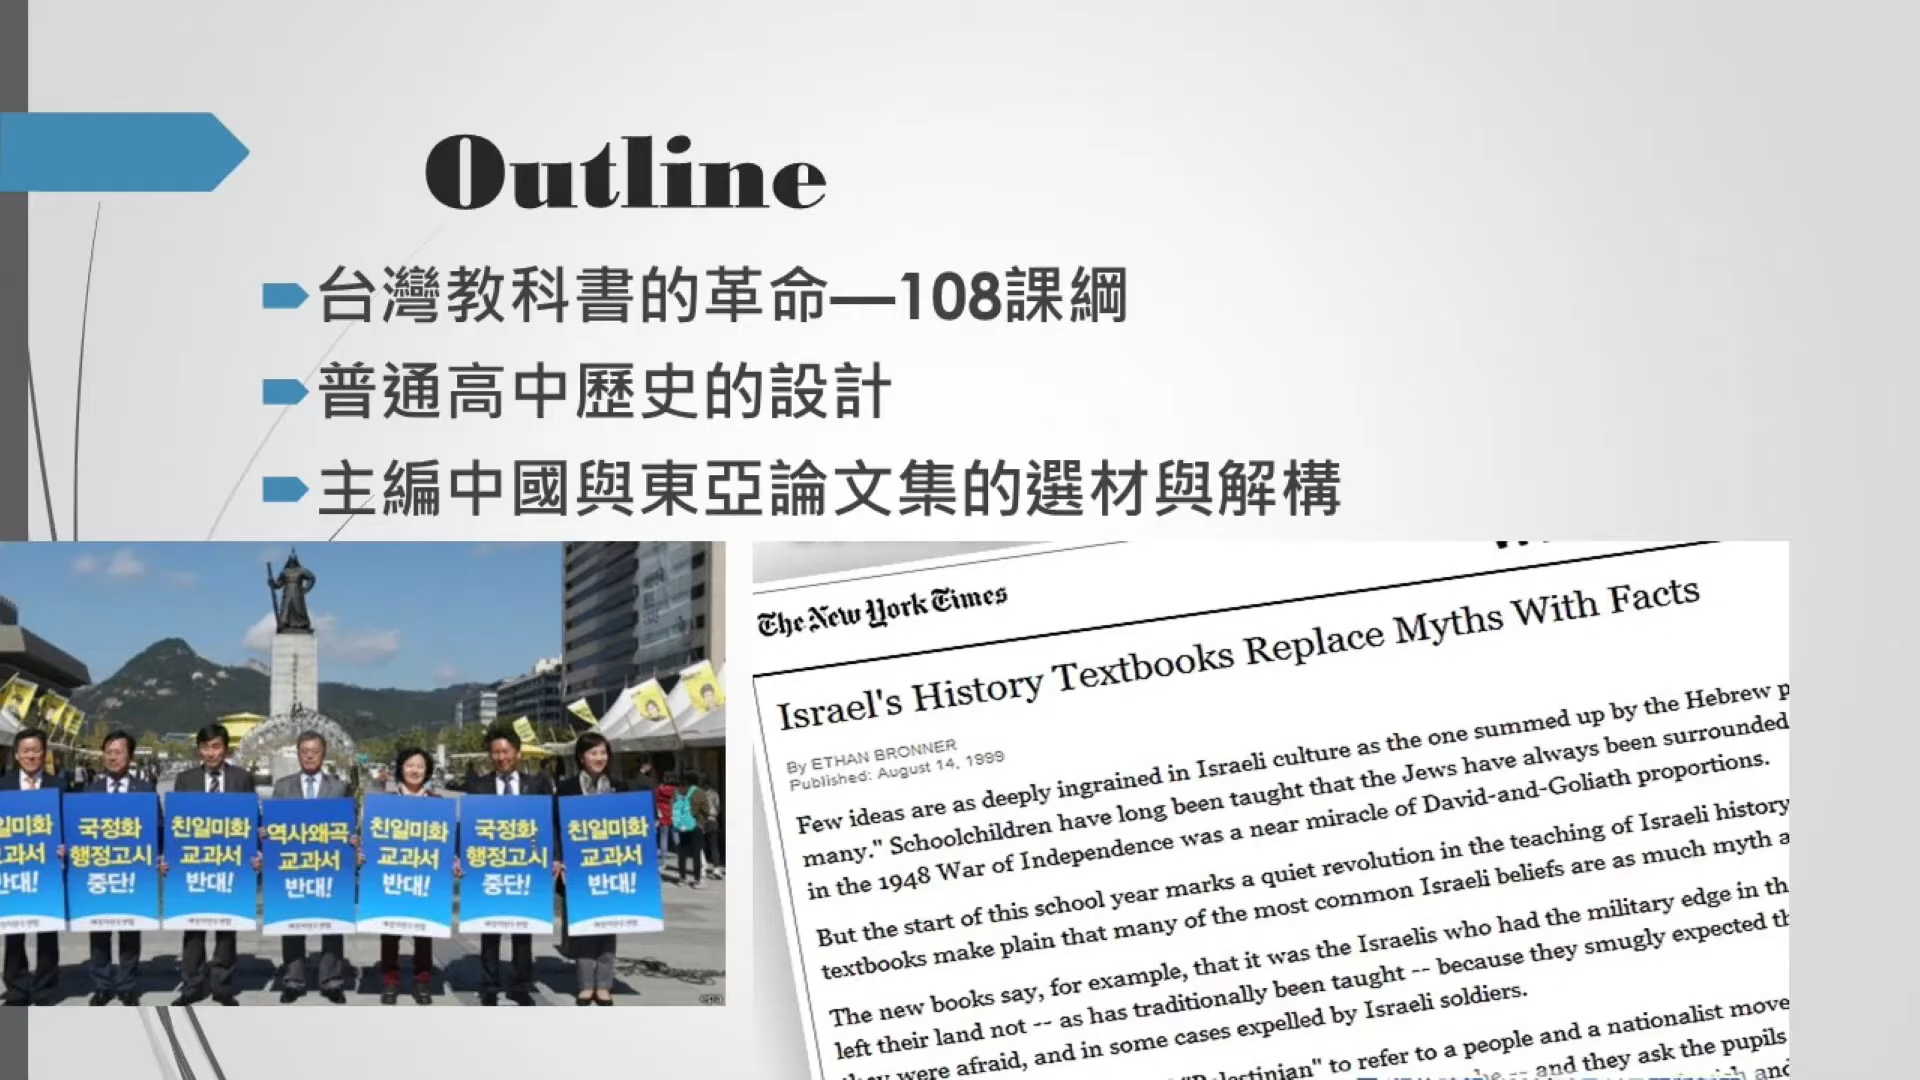 Outline
台灣教科書的革命—108課綱
普通高中歷史的設計
主編中國與東亞論文集的選材與解構
일미화
과서
반대!
국정화
행정고시
중단!
친일미화
교과서
반대!
역사왜곡
교과서
반대!
친일미화
교과서
반대!
국정화
행정고시
중단!
친일미화
교과서
반대!
The New York Times
Israel's History Textbooks Replace Myths With Facts
By ETHAN BRONNER
Published: August 14, 1999
Few ideas are as deeply ingrained in Israeli culture as the one summed up by the Hebrew p
many." Schoolchildren have long been taught that the Jews have always been surrounded
in the 1948 War of Independence was a near miracle of David-and-Goliath proportions.
But the start of this school year marks a quiet revolution in the teaching of Israeli history
textbooks make plain that many of the most common Israeli beliefs are as much myth a
The new books say, for example, that it was the Israelis who had the military edge in th
left their land not -- as has traditionally been taught -- because they smugly expected th
they were afraid, and in some cases expelled by Israeli soldiers.
"Palestinian" to refer to a people and a nationalist move
and they ask the pupils
and